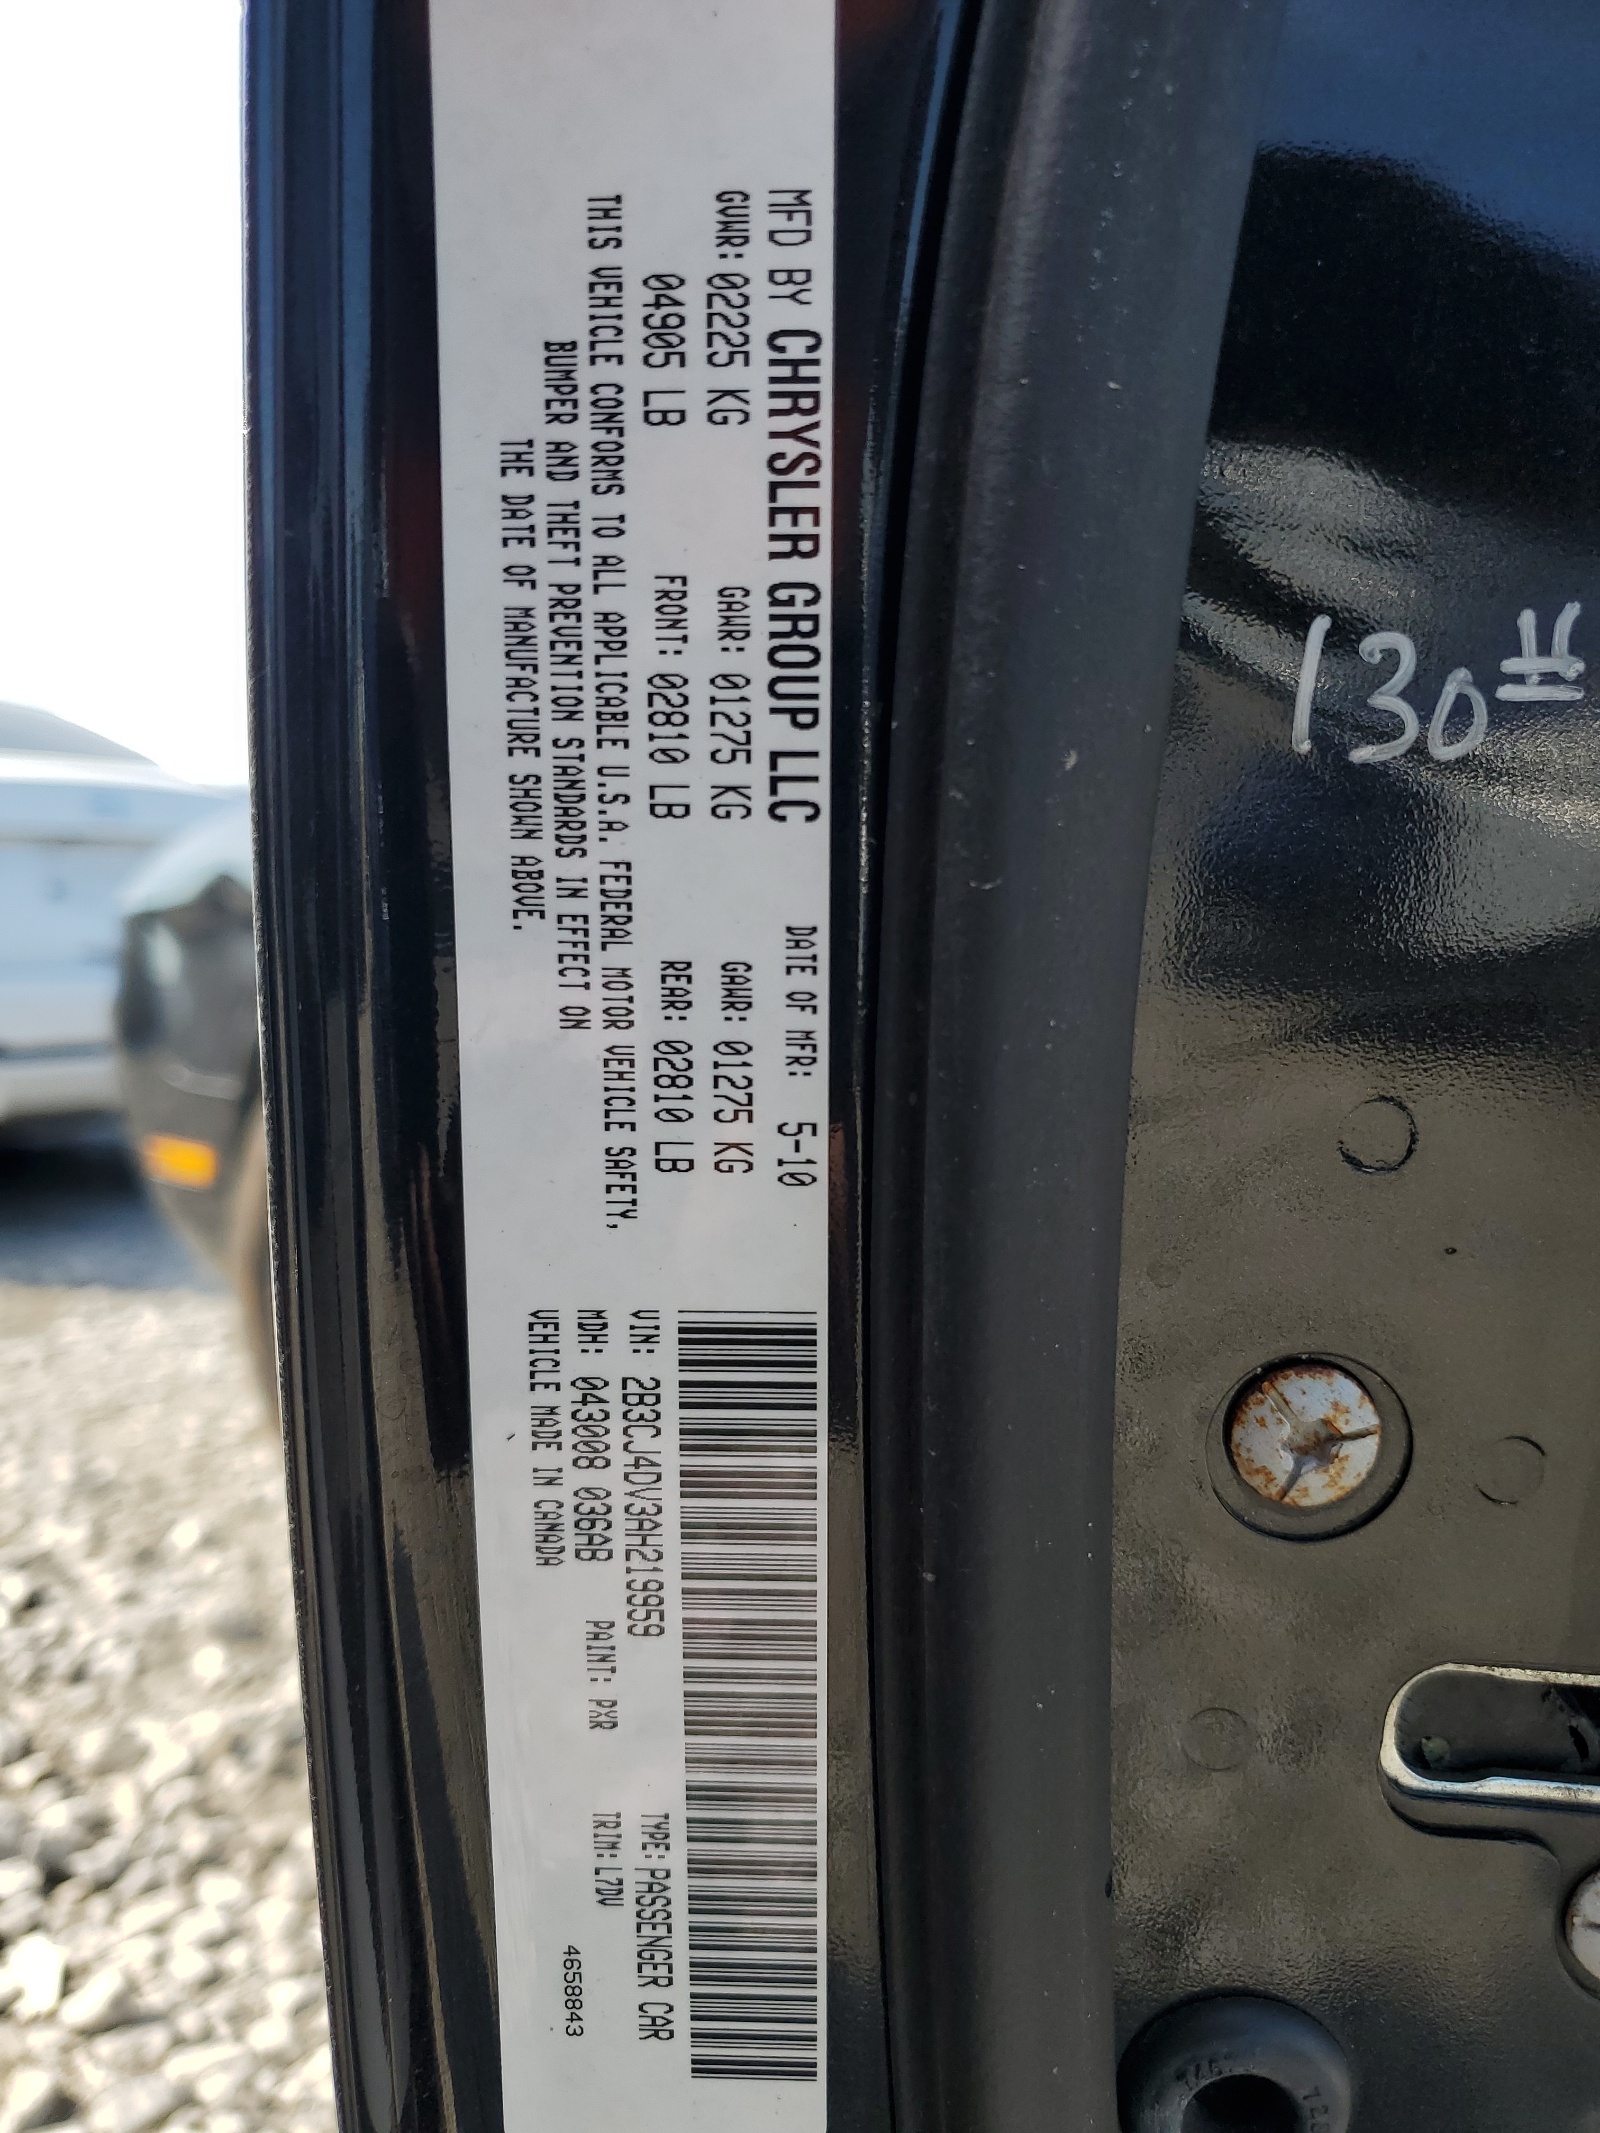 MFD BY CHRYSLER GROUP LLC DATE OF MFR: 5-10
GVWR: 02225 KG GAWR: 01275 KG GAWR: 01275 KG
04905 LB FRONT: 02810 LB REAR: 02810 LB
THIS VEHICLE CONFORMS TO ALL APPLICABLE U.S.A. FEDERAL MOTOR VEHICLE SAFETY,
BUMPER AND THEFT PREVENTION STANDARDS IN EFFECT ON
THE DATE OF MANUFACTURE SHOWN ABOVE.
VIN: 2B3CJ4DV3AH219959 TYPE: PASSENGER CAR
MDH: 043008 036AB PAINT: PXR TRIM: L7DV
VEHICLE MADE IN CANADA 4658843
130